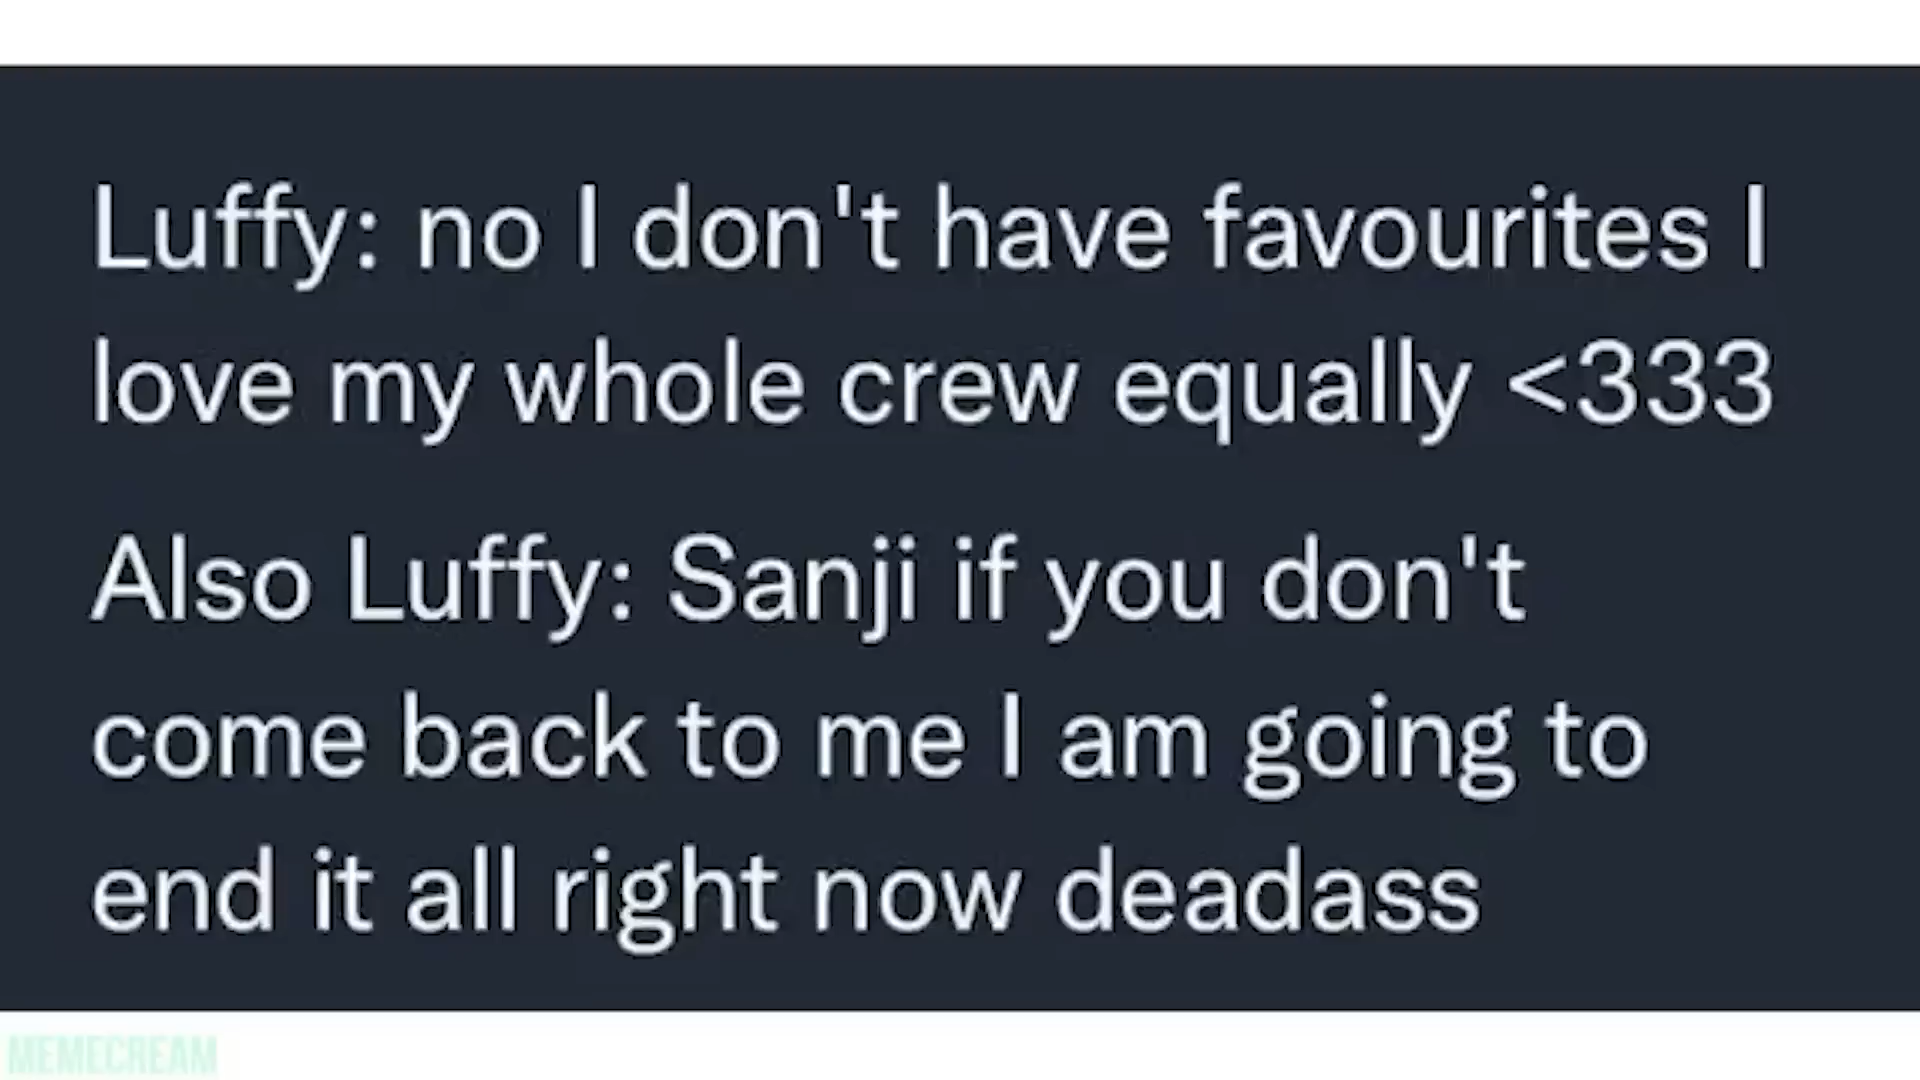 Luffy: no I don't have favourites I
love my whole crew equally <333
Also Luffy: Sanji if you don't
come back to me I am going to
end it all right now deadass
MEMECREAM